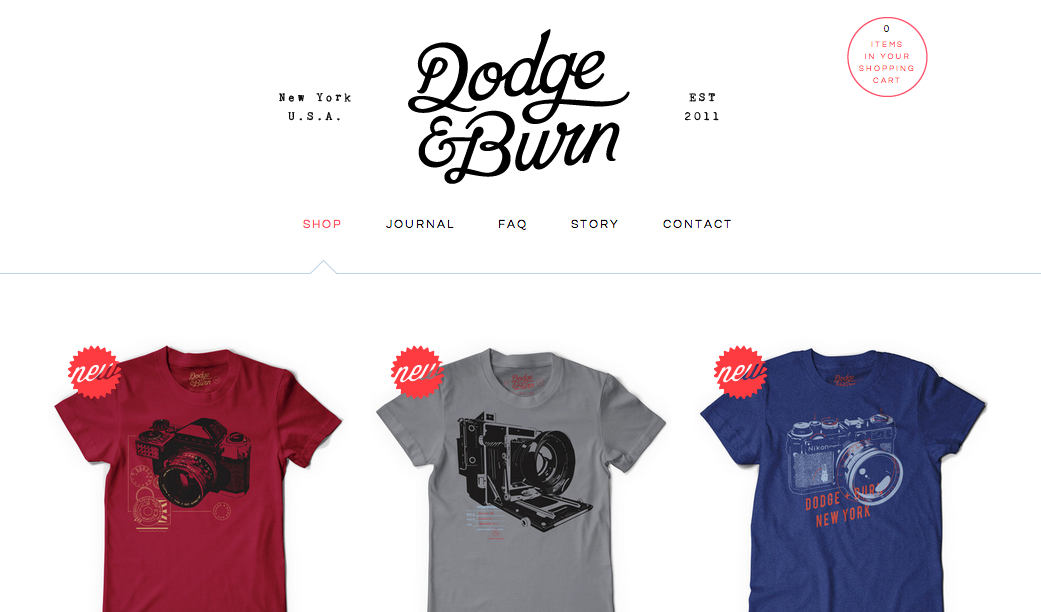 0
ITEMS
IN YOUR
SHOPPING
CART
New York
U.S.A.
Dodge
&Burn
EST
2011
SHOP
JOURNAL
FAQ
STORY
CONTACT
new
new
new
Dodge
&Burn
Dodge
&Burn
Dodge
&Burn
Nikon
DODGE + BUR
NEW YORK